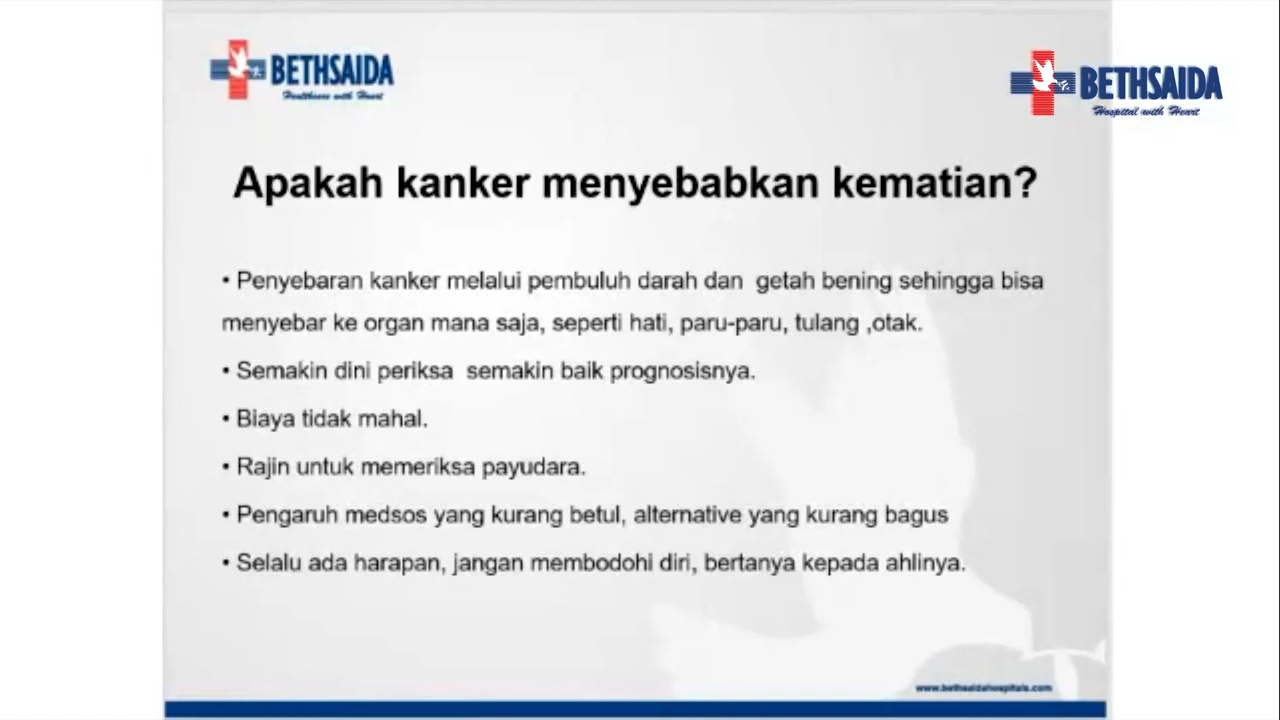 BETHSAIDA
Healthcare with Heart
BETHSAIDA
Hospital with Heart
Apakah kanker menyebabkan kematian?
• Penyebaran kanker melalui pembuluh darah dan getah bening sehingga bisa
menyebar ke organ mana saja, seperti hati, paru-paru, tulang ,otak.
• Semakin dini periksa semakin baik prognosisnya.
• Biaya tidak mahal.
• Rajin untuk memeriksa payudara.
• Pengaruh medsos yang kurang betul, alternative yang kurang bagus
• Selalu ada harapan, jangan membodohi diri, bertanya kepada ahlinya.
www.bethsaidahospitals.com